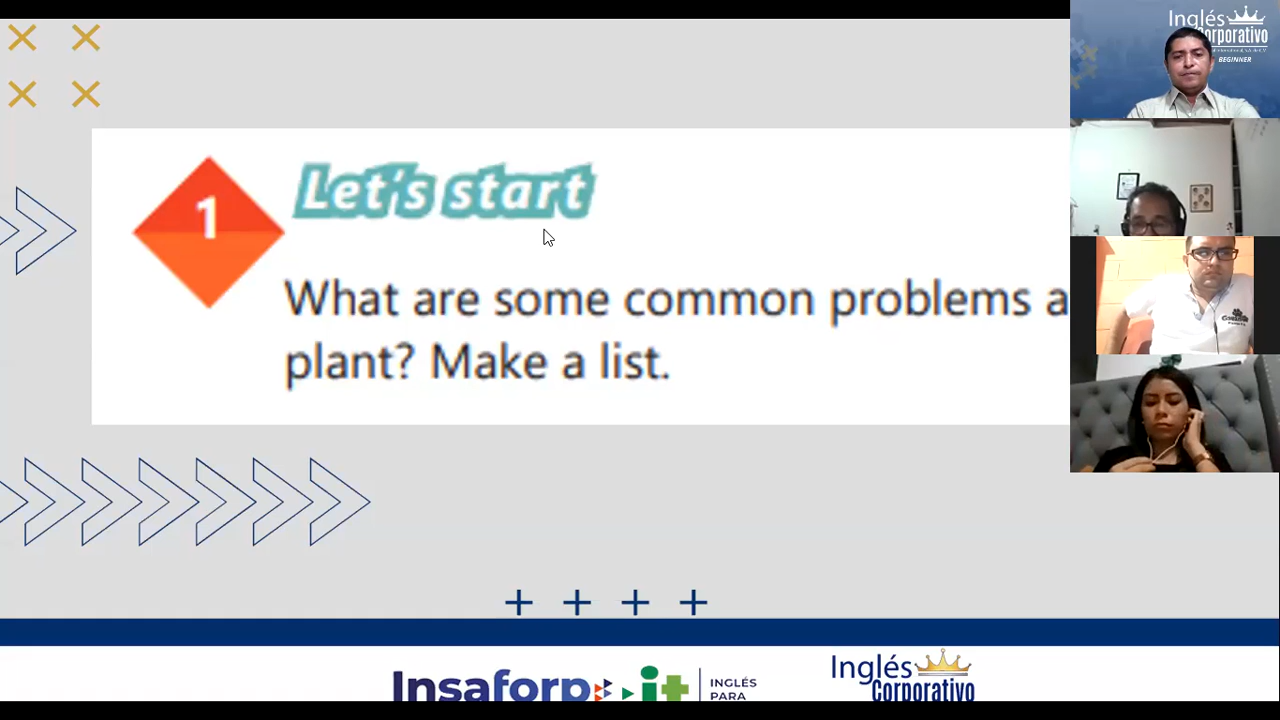 1
Let's start
What are some common problems a
plant? Make a list.
Insaforp
it
INGLÉS
PARA
Inglés
Corporativo
Inglés
Corporativo
BEGINNER